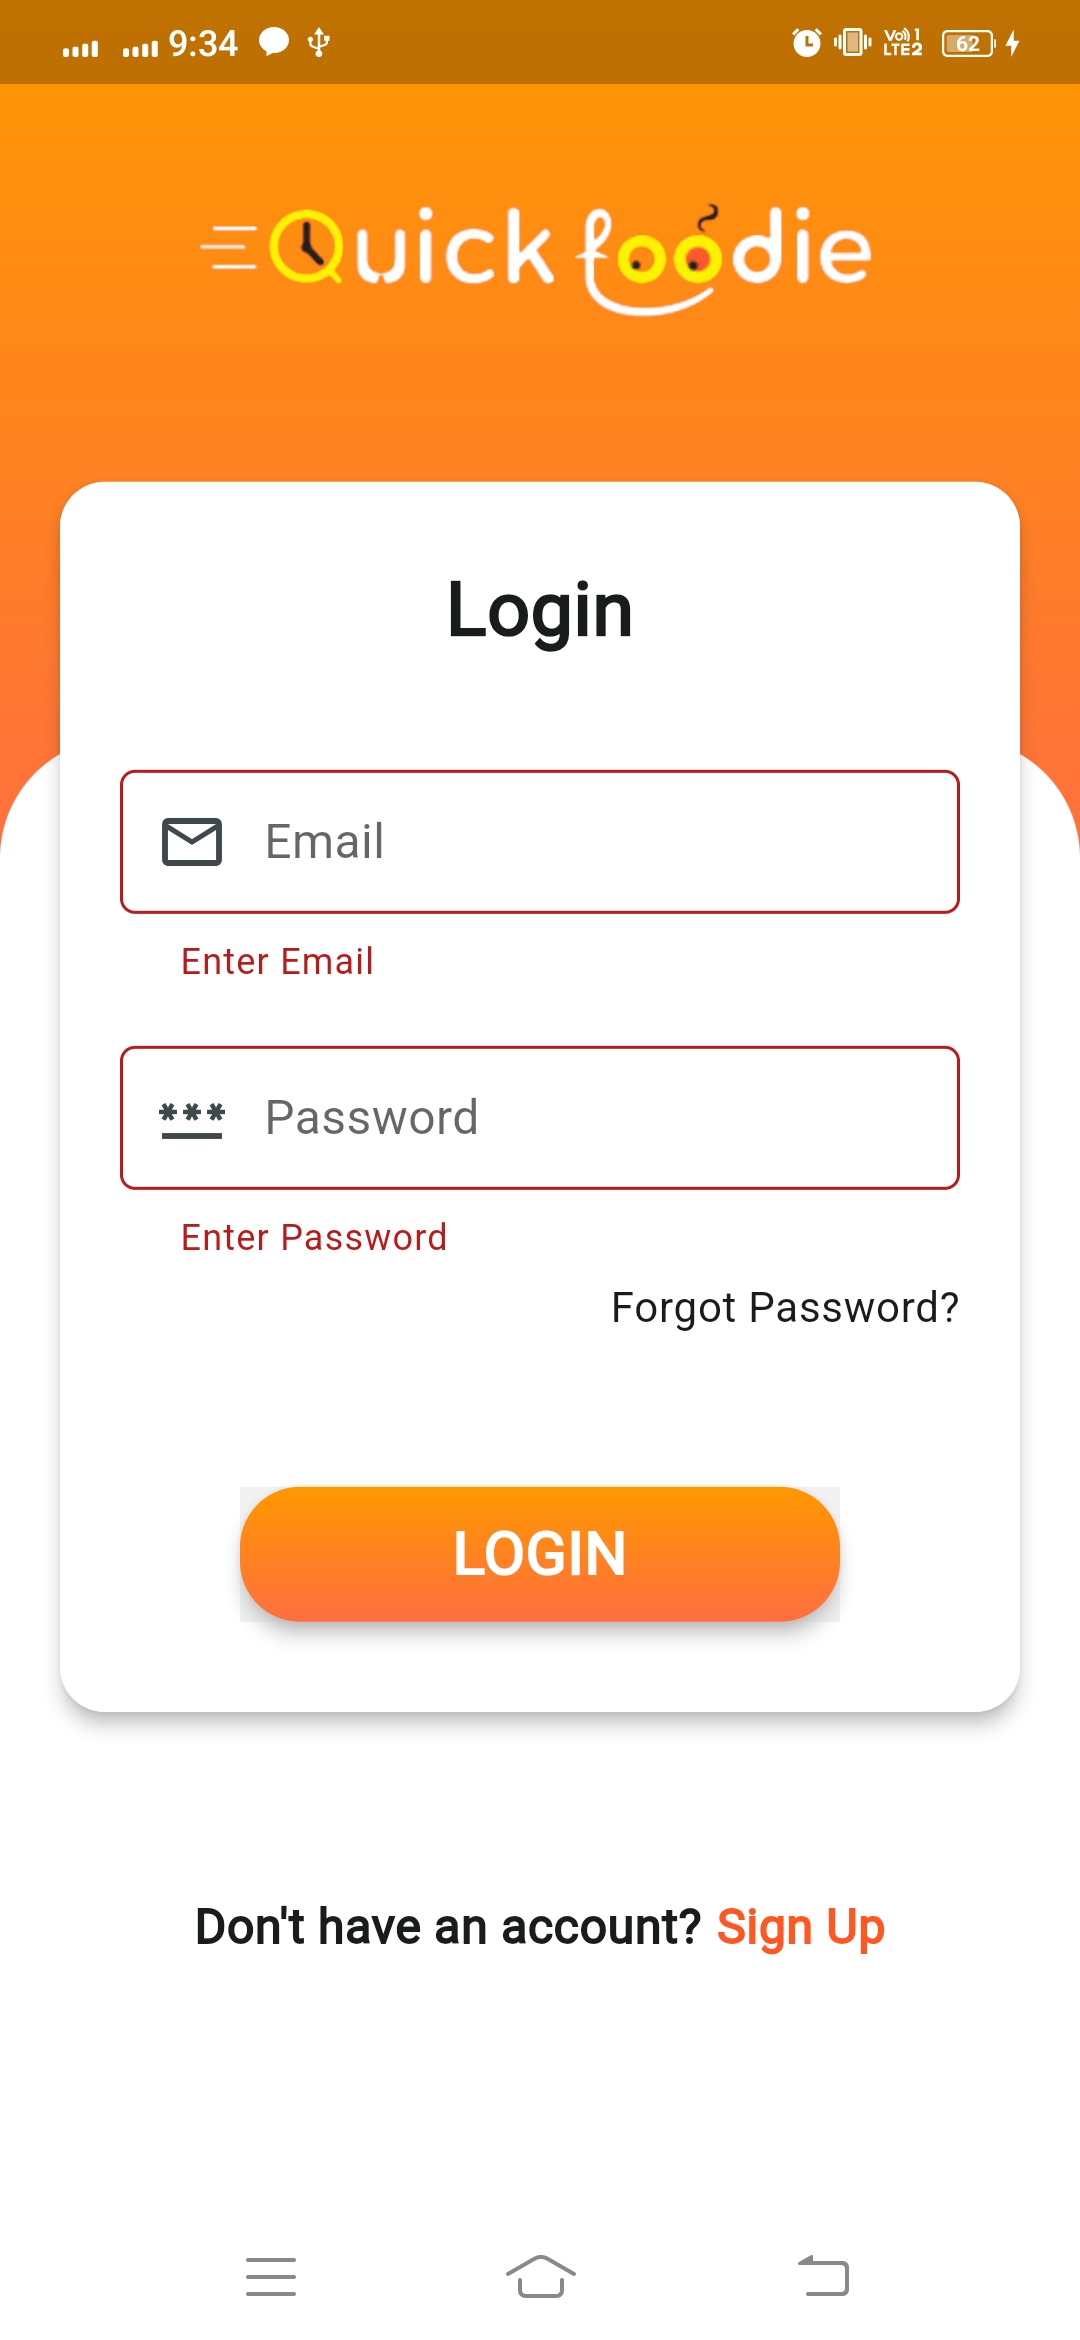 9:34 Vo)) 1 LTE2 62
Quick foodie
Login
Email
Enter Email
*** Password
Enter Password
Forgot Password?
LOGIN
Don't have an account? Sign Up